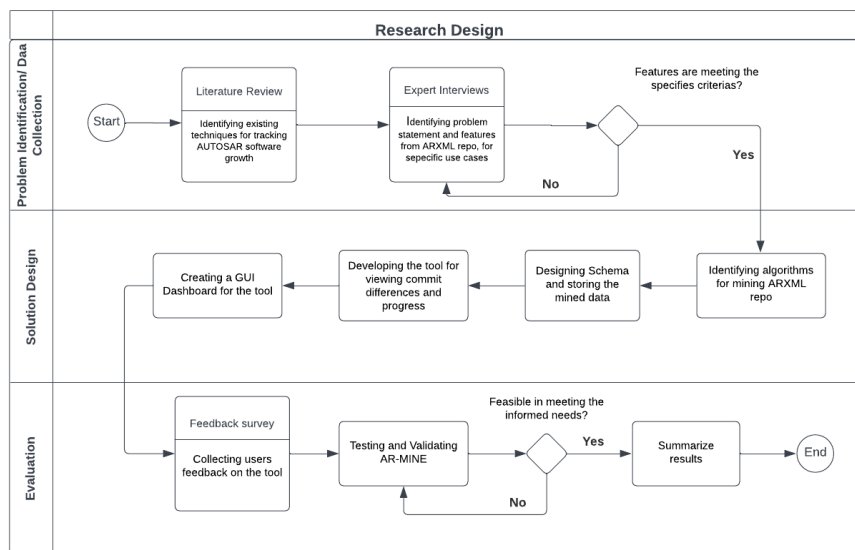 Research Design
Problem Identification/ Daa
Collection
Start
Literature Review
Identifying existing
techniques for tracking
AUTOSAR software
growth
Expert Interviews
Identifying problem
statement and features
from ARXML repo, for
sepecific use cases
Features are meeting the
specifies criterias?
No
Yes
Solution Design
Creating a GUI
Dashboard for the tool
Developing the tool for
viewing commit
differences and
progress
Designing Schema
and storing the
mined data
Identifying algorithms
for mining ARXML
repo
Evaluation
Feedback survey
Collecting users
feedback on the tool
Testing and Validating
AR-MINE
Feasible in meeting the
informed needs?
Yes
No
Summarize
results
End